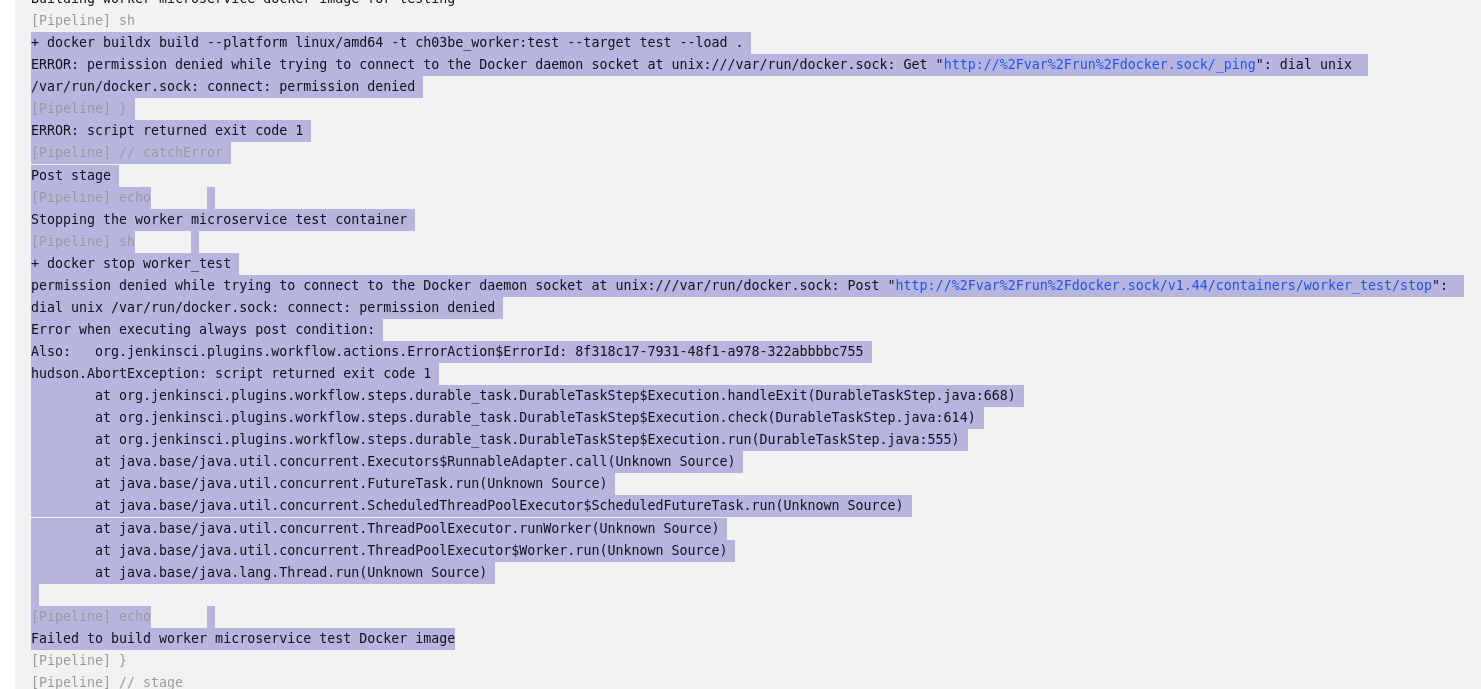 Building worker microservice docker image for testing
[Pipeline] sh
+ docker buildx build --platform linux/amd64 -t ch03be_worker:test --target test --load .
ERROR: permission denied while trying to connect to the Docker daemon socket at unix:///var/run/docker.sock: Get "http://%2Fvar%2Frun%2Fdocker.sock/_ping": dial unix
/var/run/docker.sock: connect: permission denied
[Pipeline] }
ERROR: script returned exit code 1
[Pipeline] // catchError
Post stage
[Pipeline] echo
Stopping the worker microservice test container
[Pipeline] sh
+ docker stop worker_test
permission denied while trying to connect to the Docker daemon socket at unix:///var/run/docker.sock: Post "http://%2Fvar%2Frun%2Fdocker.sock/v1.44/containers/worker_test/stop":
dial unix /var/run/docker.sock: connect: permission denied
Error when executing always post condition:
Also:   org.jenkinsci.plugins.workflow.actions.ErrorAction$ErrorId: 8f318c17-7931-48f1-a978-322abbbbc755
hudson.AbortException: script returned exit code 1
	at org.jenkinsci.plugins.workflow.steps.durable_task.DurableTaskStep$Execution.handleExit(DurableTaskStep.java:668)
	at org.jenkinsci.plugins.workflow.steps.durable_task.DurableTaskStep$Execution.check(DurableTaskStep.java:614)
	at org.jenkinsci.plugins.workflow.steps.durable_task.DurableTaskStep$Execution.run(DurableTaskStep.java:555)
	at java.base/java.util.concurrent.Executors$RunnableAdapter.call(Unknown Source)
	at java.base/java.util.concurrent.FutureTask.run(Unknown Source)
	at java.base/java.util.concurrent.ScheduledThreadPoolExecutor$ScheduledFutureTask.run(Unknown Source)
	at java.base/java.util.concurrent.ThreadPoolExecutor.runWorker(Unknown Source)
	at java.base/java.util.concurrent.ThreadPoolExecutor$Worker.run(Unknown Source)
	at java.base/java.lang.Thread.run(Unknown Source)
[Pipeline] echo
Failed to build worker microservice test Docker image
[Pipeline] }
[Pipeline] // stage